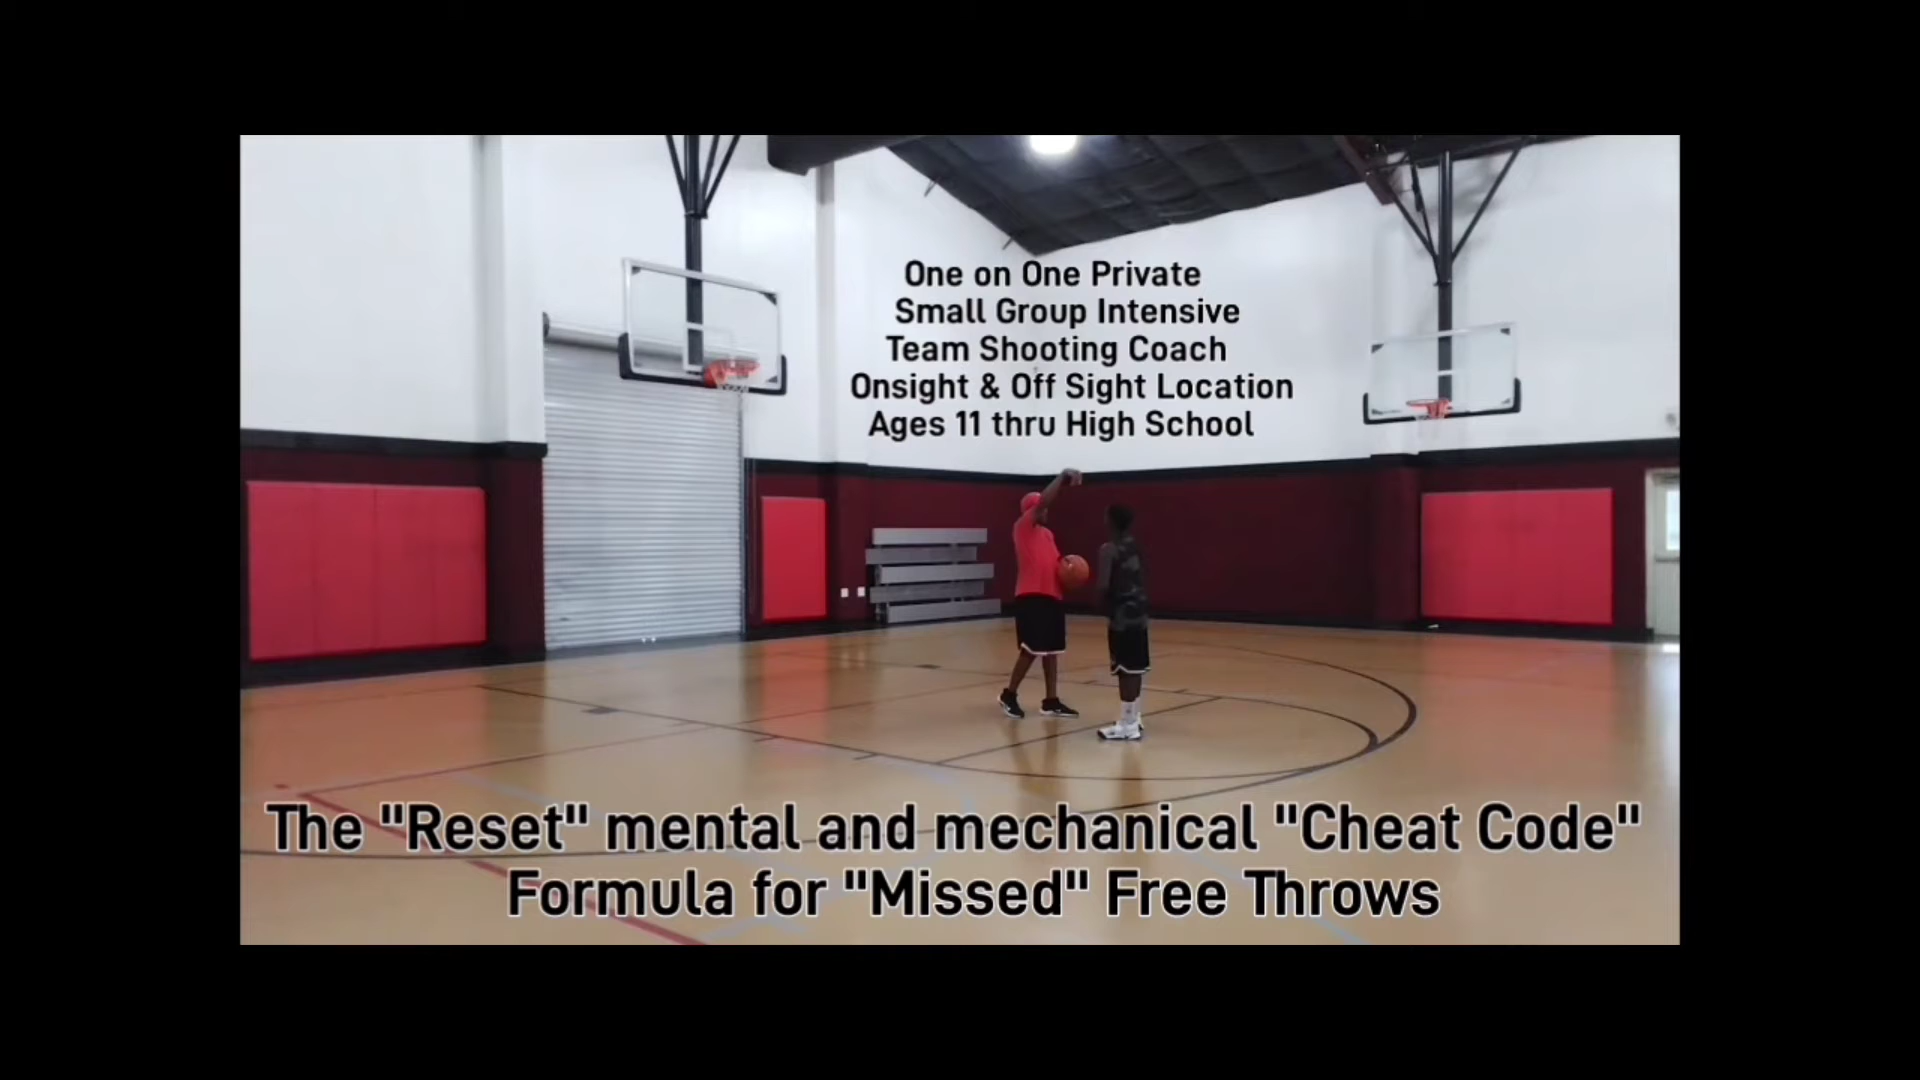 One on One Private
Small Group Intensive
Team Shooting Coach
Onsight & Off Sight Location
Ages 11 thru High School
The "Reset" mental and mechanical "Cheat Code"
Formula for "Missed" Free Throws